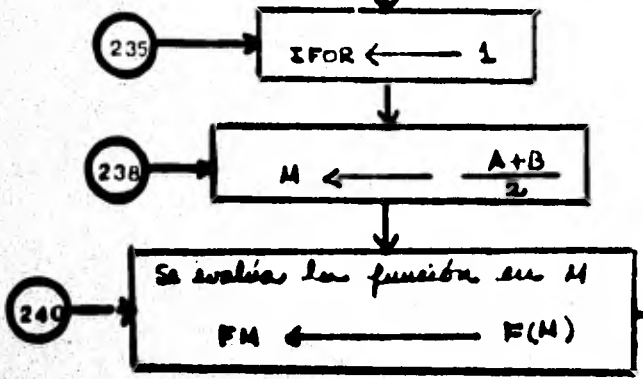 235
IFOR ← 1
238
M ← A+B
2
Se evalúa la función en M
240
FM ← F(M)